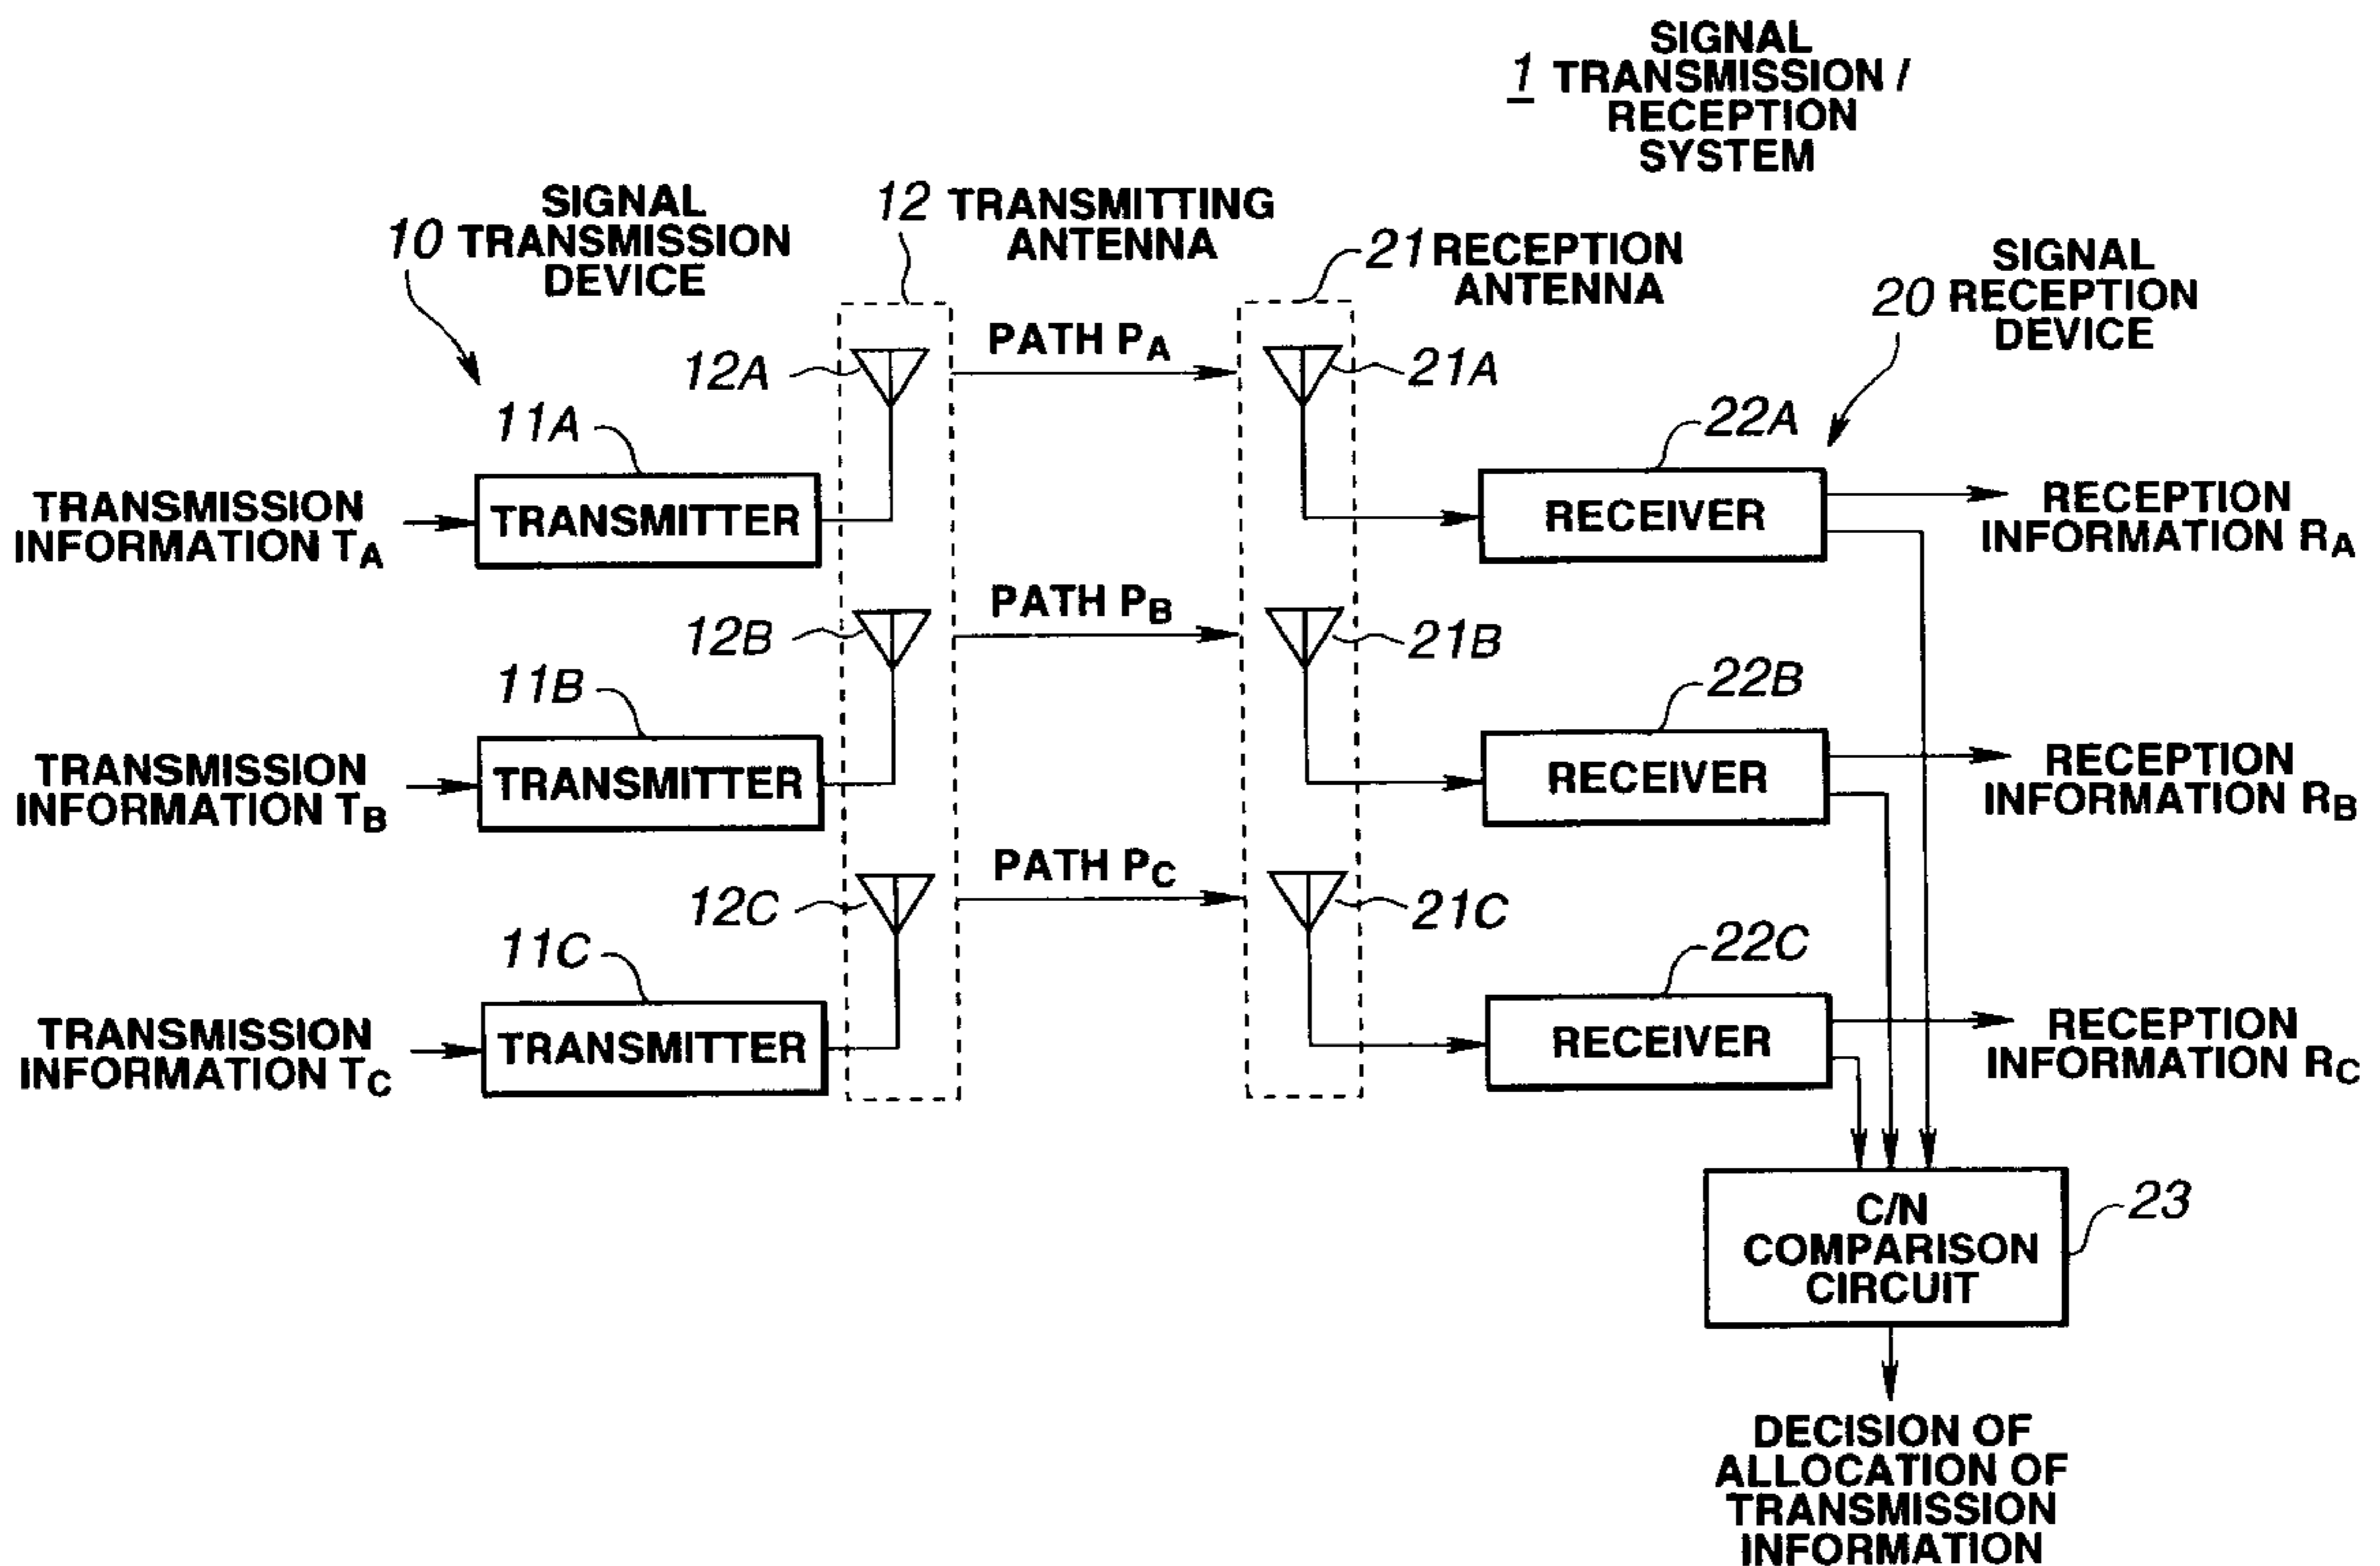 SIGNAL
1 TRANSMISSION /
RECEPTION
SYSTEM
SIGNAL
10 TRANSMISSION
DEVICE
12 TRANSMITTING
ANTENNA
21 RECEPTION
ANTENNA
SIGNAL
20 RECEPTION
DEVICE
PATH PA
12A
21A
11A
22A
TRANSMISSION
INFORMATION TA
TRANSMITTER
RECEIVER
RECEPTION
INFORMATION RA
PATH PB
12B
21B
11B
22B
TRANSMISSION
INFORMATION TB
TRANSMITTER
RECEIVER
RECEPTION
INFORMATION RB
PATH PC
12C
21C
11C
22C
TRANSMISSION
INFORMATION TC
TRANSMITTER
RECEIVER
RECEPTION
INFORMATION RC
C/N
COMPARISON
CIRCUIT
23
DECISION OF
ALLOCATION OF
TRANSMISSION
INFORMATION